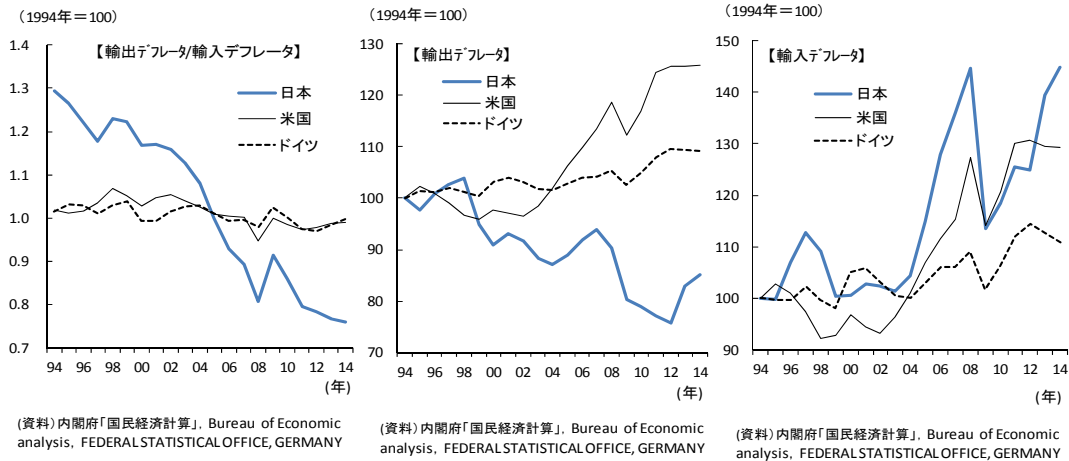 （1994年＝100）
【輸出ﾃﾞﾌﾚｰﾀ/輸入デフレータ】
日本
米国
ドイツ
1.4
1.3
1.2
1.1
1.0
0.9
0.8
0.7
94 96 98 00 02 04 06 08 10 12 14
(年)
(資料)内閣府「国民経済計算」，Bureau of Economic
analysis，FEDERAL STATISTICAL OFFICE, GERMANY
（1994年＝100）
【輸出ﾃﾞﾌﾚｰﾀ】
日本
米国
ドイツ
130
120
110
100
90
80
70
94 96 98 00 02 04 06 08 10 12 14
(年)
(資料)内閣府「国民経済計算」，Bureau of Economic
analysis，FEDERAL STATISTICAL OFFICE, GERMANY
（1994年＝100）
【輸入ﾃﾞﾌﾚｰﾀ】
日本
米国
ドイツ
150
140
130
120
110
100
90
94 96 98 00 02 04 06 08 10 12 14
(年)
(資料)内閣府「国民経済計算」，Bureau of Economic
analysis，FEDERAL STATISTICAL OFFICE, GERMANY